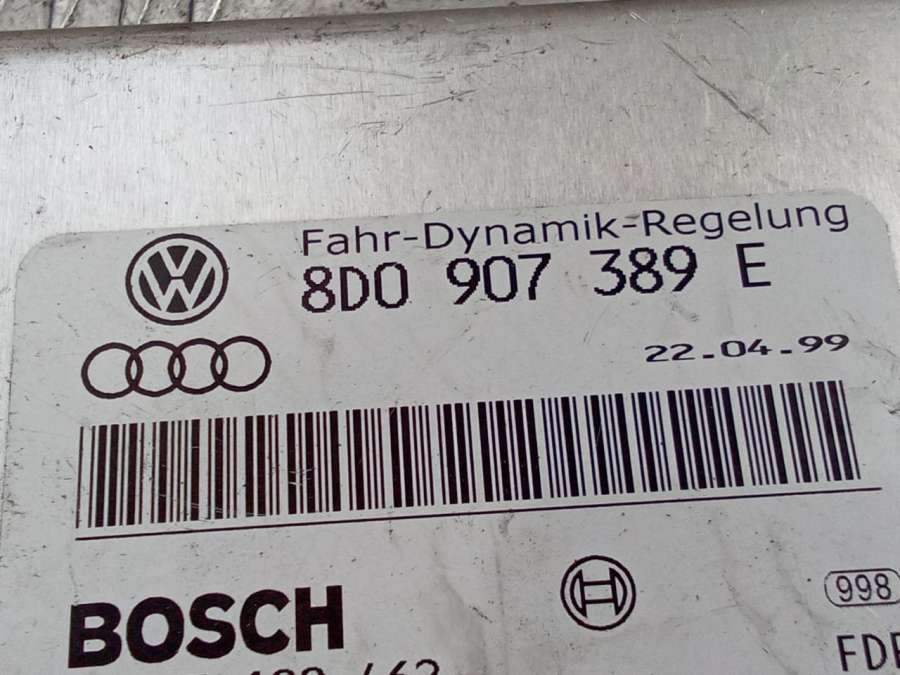 Fahr-Dynamik-Regelung
8D0 907 389 E
22.04.99
BOSCH
998